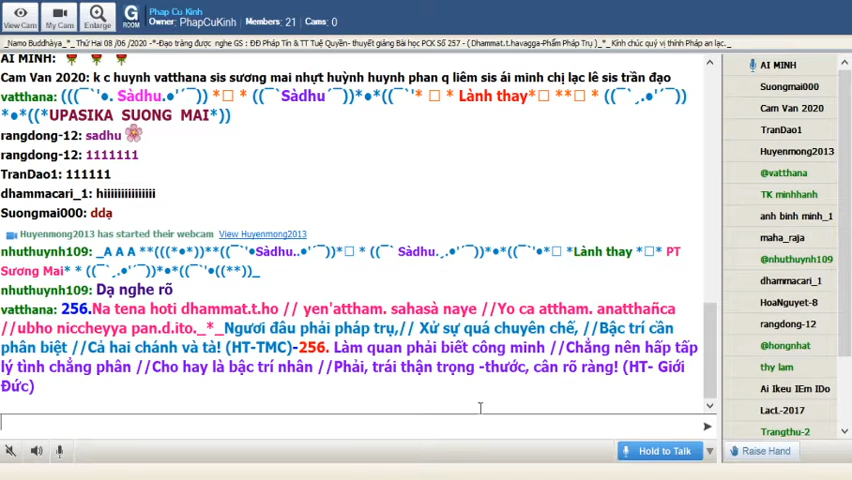 View Cam
My Cam
Enlarge
G ROOM
Phap Cu Kinh
Owner: PhapCuKinh Members: 21 Cams: 0
_Namo Buddhàya_*_ Thứ Hai 08 /06 /2020 -*-Đạo tràng được nghe GS : ĐĐ Pháp Tín & TT Tuệ Quyền- thuyết giảng Bài học PCK Số 257 - ( Dhammat.t.havagga-Phẩm Pháp Trụ )_*_ Kính chúc quý vị thính Pháp an lạc._
AI MINH:
Cam Van 2020: k c huynh vatthana sis sương mai nhựt huỳnh huynh phan q liêm sis ái minh chị lạc lê sis trần đạo
vatthana: (((¯`'•. Sàdhu.•'´¯)) *□ * ((¯`Sàdhu´¯))*•*((¯`'* □ * Lành thay*□ **□ * ((¯`¸.•'´¯))
*•*((*UPASIKA SUONG MAI*))
rangdong-12: sadhu
rangdong-12: 1111111
TranDao1: 111111
dhammacari_1: hiiiiiiiiiiiiiii
Suongmai000: ddạ
Huyenmong2013 has started their webcam View Huyenmong2013
nhuthuynh109: _A A A **(((*•*))**((¯`'•Sàdhu..•'´¯))*□ * ((¯` Sàdhu.¸.•'´¯))*•*((¯`'•*□ *Lành thay *□* PT
Sương Mai* * ((¯`¸.•'´¯))*•*((¯`'•((**))_
nhuthuynh109: Dạ nghe rõ
vatthana: 256.Na tena hoti dhammat.t.ho // yen'attham. sahasà naye //Yo ca attham. anatthañca
//ubho niccheyya pan.d.ito._*_Ngươi đâu phải pháp trụ,// Xử sự quá chuyên chế, //Bậc trí cần
phân biệt //Cả hai chánh và tà! (HT-TMC)-256. Làm quan phải biết công minh //Chẳng nên hấp tấp
lý tình chẳng phân //Cho hay là bậc trí nhân //Phải, trái thận trọng -thước, cân rõ ràng! (HT- Giới
Đức)
Hold to Talk
AI MINH
Suongmai000
Cam Van 2020
TranDao1
Huyenmong2013
@vatthana
TK minhhanh
anh binh minh_1
maha_raja
@nhuthuynh109
dhammacari_1
HoaNguyet-8
rangdong-12
@hongnhat
thy lam
Ai Ikeu IEm IDo
LacL-2017
Trangthu-2
Raise Hand